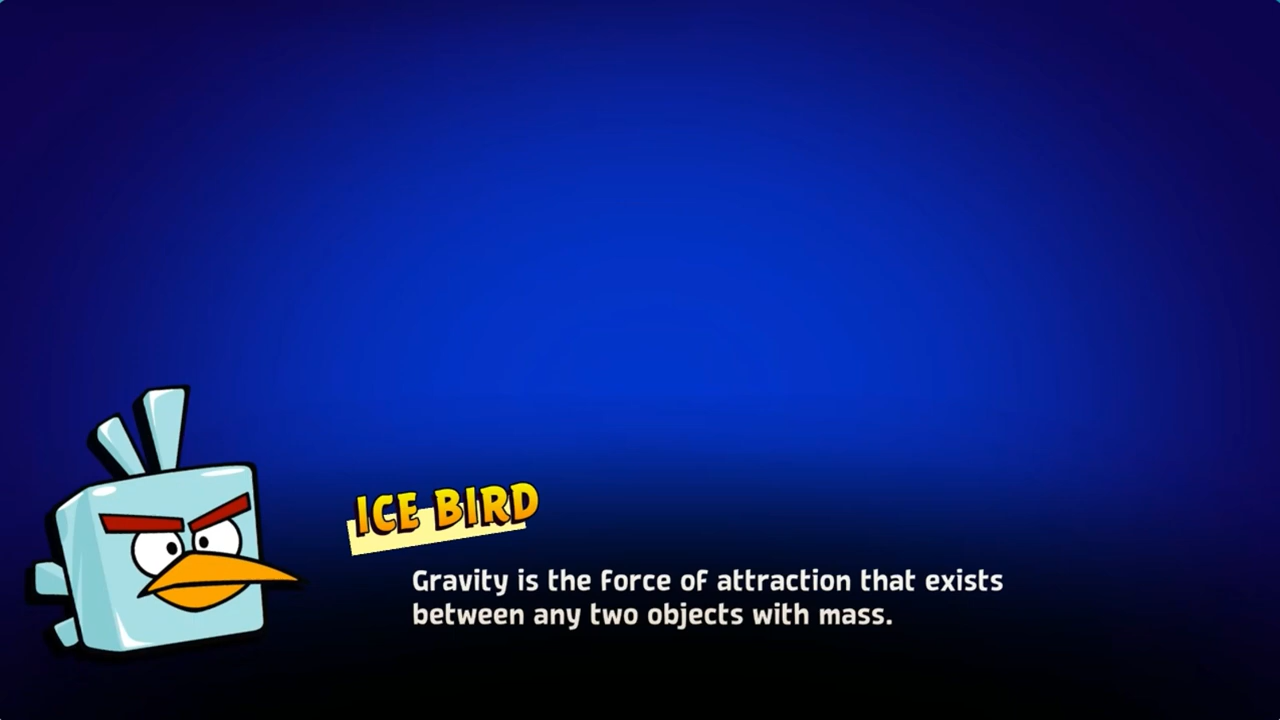 ICE BIRD
Gravity is the force of attraction that exists
between any two objects with mass.